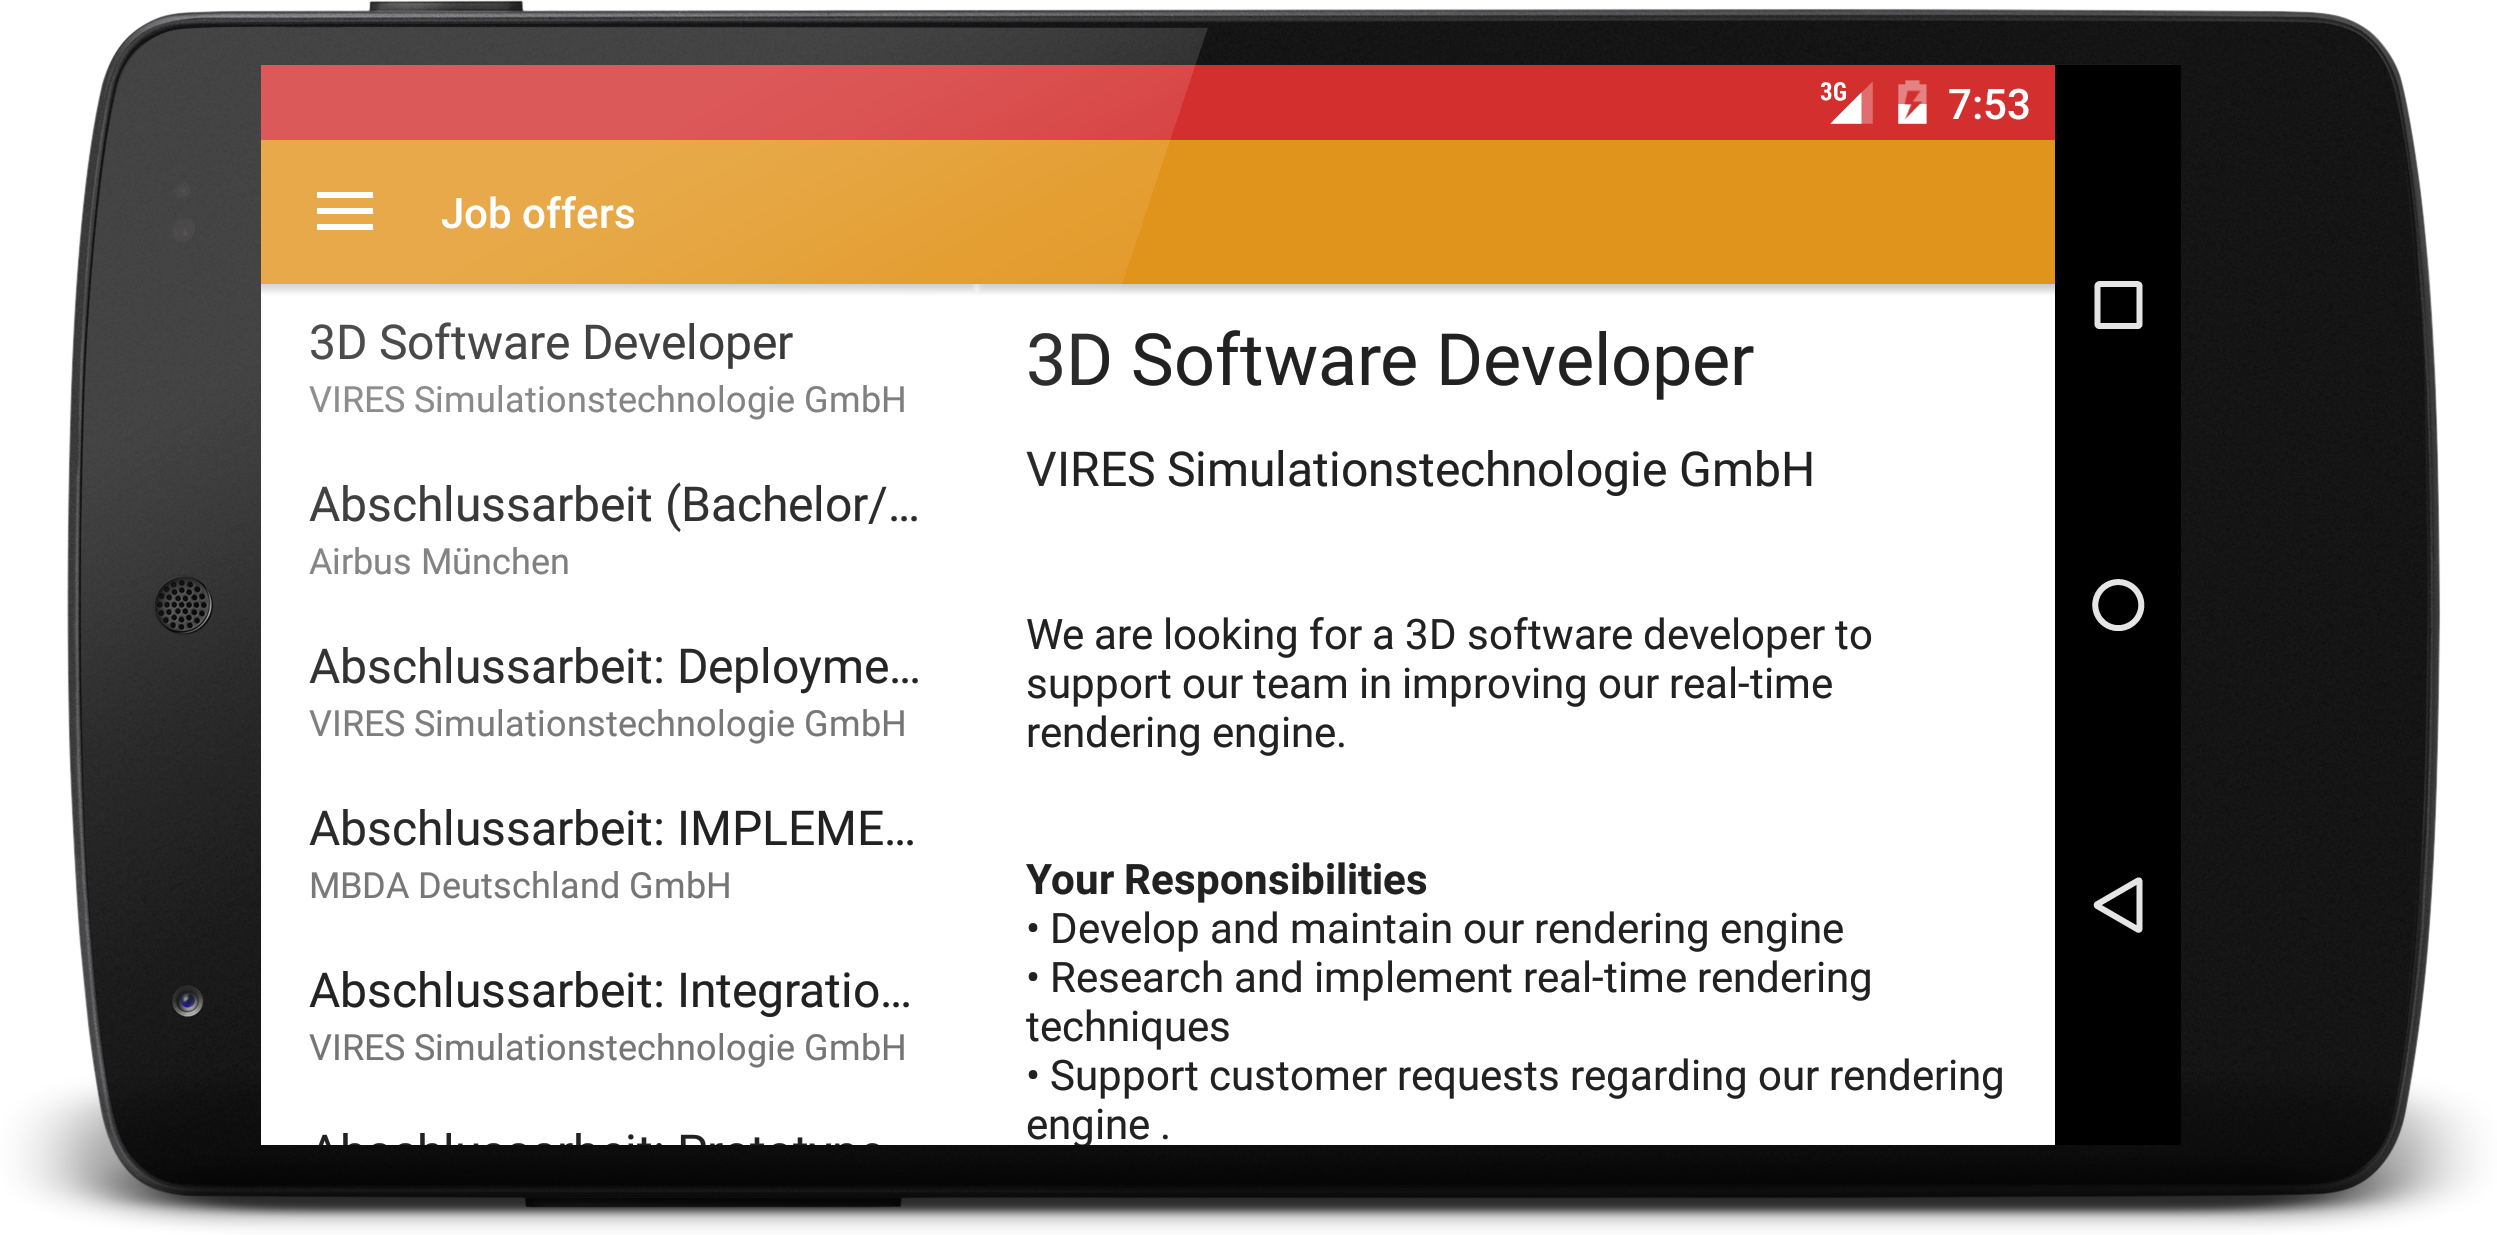 3G 7:53
Job offers
3D Software Developer
VIRES Simulationstechnologie GmbH
Abschlussarbeit (Bachelor/...
Airbus München
Abschlussarbeit: Deployme...
VIRES Simulationstechnologie GmbH
Abschlussarbeit: IMPLEME...
MBDA Deutschland GmbH
Abschlussarbeit: Integratio...
VIRES Simulationstechnologie GmbH
Abschlussarbeit: Prototype
3D Software Developer
VIRES Simulationstechnologie GmbH
We are looking for a 3D software developer to
support our team in improving our real-time
rendering engine.
Your Responsibilities
• Develop and maintain our rendering engine
• Research and implement real-time rendering
techniques
• Support customer requests regarding our rendering
engine .